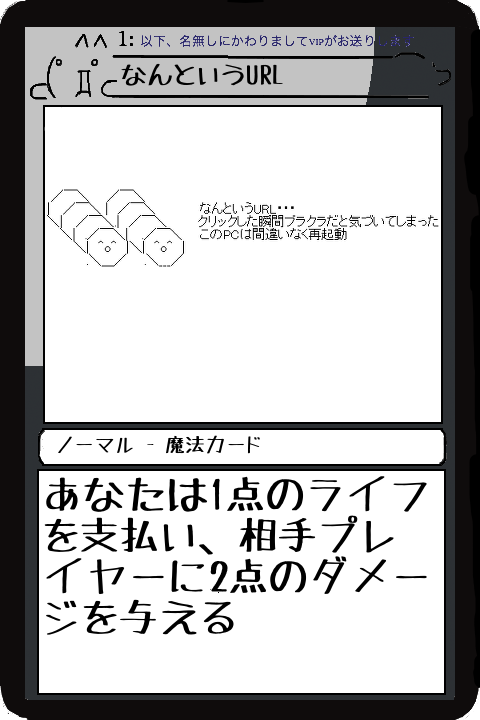 1: 以下、名無しにかわりましてVIPがお送り
なんというURL
なんというURL・・・
クリックした瞬間ブラクラだと気づいてしまった
このPCは間違いなく再起動
ノーマル - 魔法カード
あなたは1点のライフ
を支払い、相手プレ
イヤーに2点のダメー
ジを与える